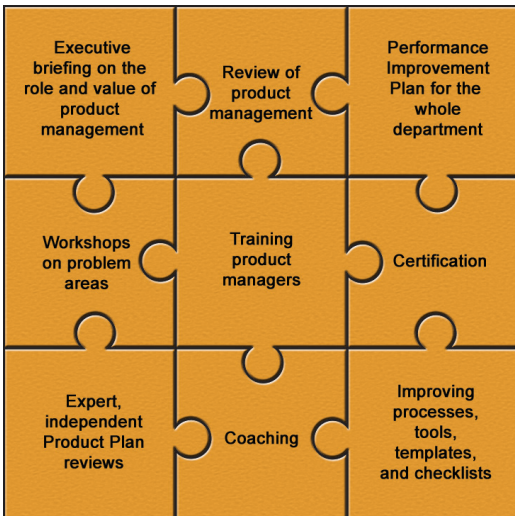 Executive
briefing on the
role and value of
product
management
Review of
product
management
Performance
Improvement
Plan for the
whole
department
Workshops
on problem
areas
Training
product
managers
Certification
Expert,
independent
Product Plan
reviews
Coaching
Improving
processes,
tools,
templates,
and checklists